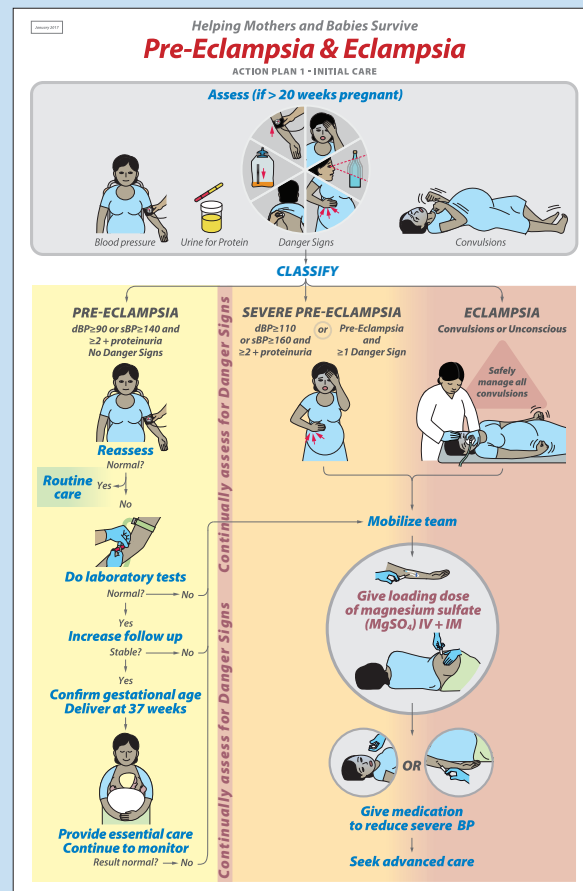 January 2017
Helping Mothers and Babies Survive
Pre-Eclampsia & Eclampsia
ACTION PLAN 1 - INITIAL CARE
Assess (if > 20 weeks pregnant)
Blood pressure
Urine for Protein
Danger Signs
Convulsions
CLASSIFY
PRE-ECLAMPSIA
dBP≥90 or sBP≥140 and
≥2 + proteinuria
No Danger Signs
Reassess
Normal?
Routine
care
Yes
No
Do laboratory tests
Normal?
No
Yes
Increase follow up
Stable?
No
Yes
Confirm gestational age
Deliver at 37 weeks
Provide essential care
Continue to monitor
Result normal?
No
Continually assess for Danger Signs
Continually assess for Danger Signs
SEVERE PRE-ECLAMPSIA
dBP≥110
or sBP≥160 and
≥2 + proteinuria
or
Pre-Eclampsia
and
≥1 Danger Sign
ECLAMPSIA
Convulsions or Unconscious
Safely
manage all
convulsions
Mobilize team
Give loading dose
of magnesium sulfate
(MgSO₄) IV + IM
OR
Give medication
to reduce severe BP
Seek advanced care